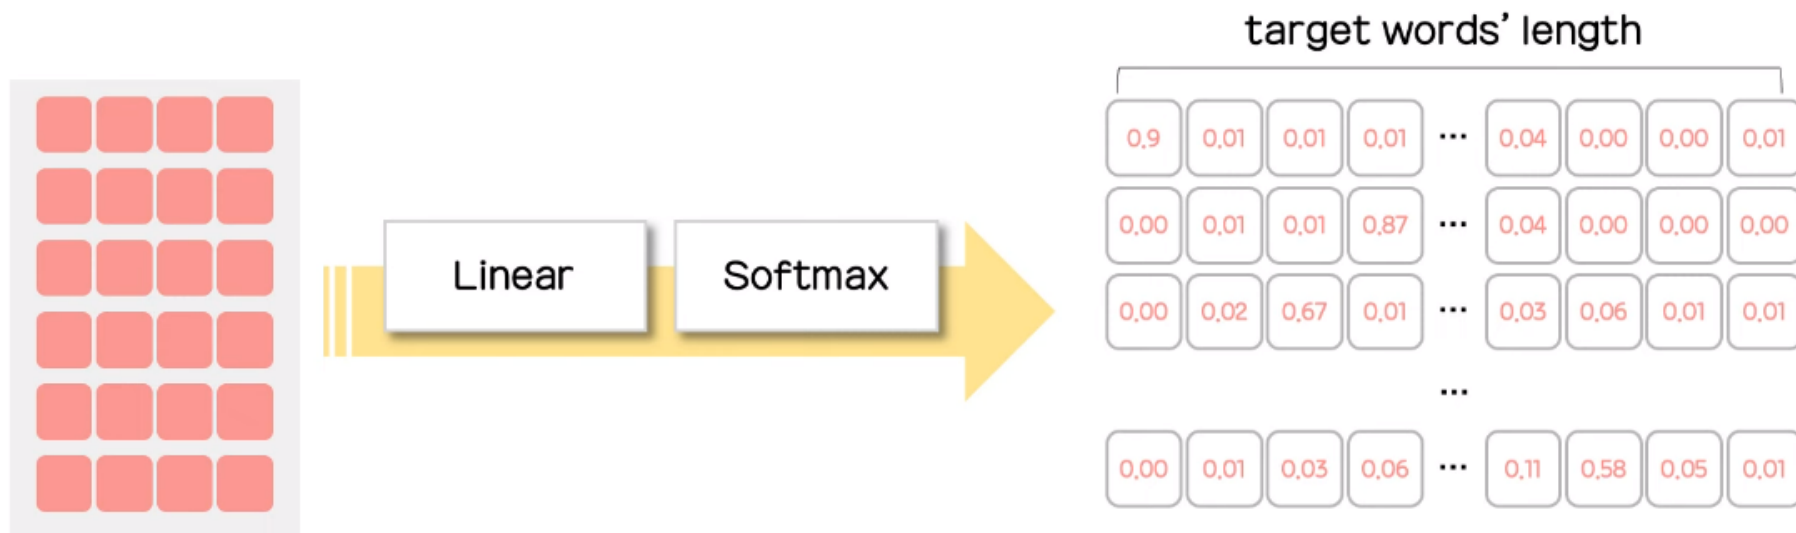 target words’ length
0.9 0.01 0.01 0.01 ... 0.04 0.00 0.00 0.01
0.00 0.01 0.01 0.87 ... 0.04 0.00 0.00 0.00
Linear Softmax
0.00 0.02 0.67 0.01 ... 0.03 0.06 0.01 0.01
...
0.00 0.01 0.03 0.06 ... 0.11 0.58 0.05 0.01